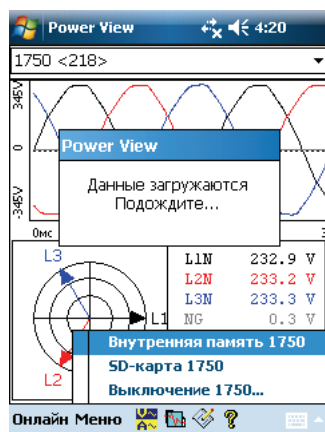 Power View 4:20
1750 <218>
345V
0
-345V
0мс
3
Power View
Данные загружаются
Подождите...
L3
L1
L2
L1N 232.9 V
L2N 233.2 V
L3N 233.3 V
NG 0.3 V
Внутренняя память 1750
SD-карта 1750
Выключение 1750...
Онлайн Меню V~ A~ ?